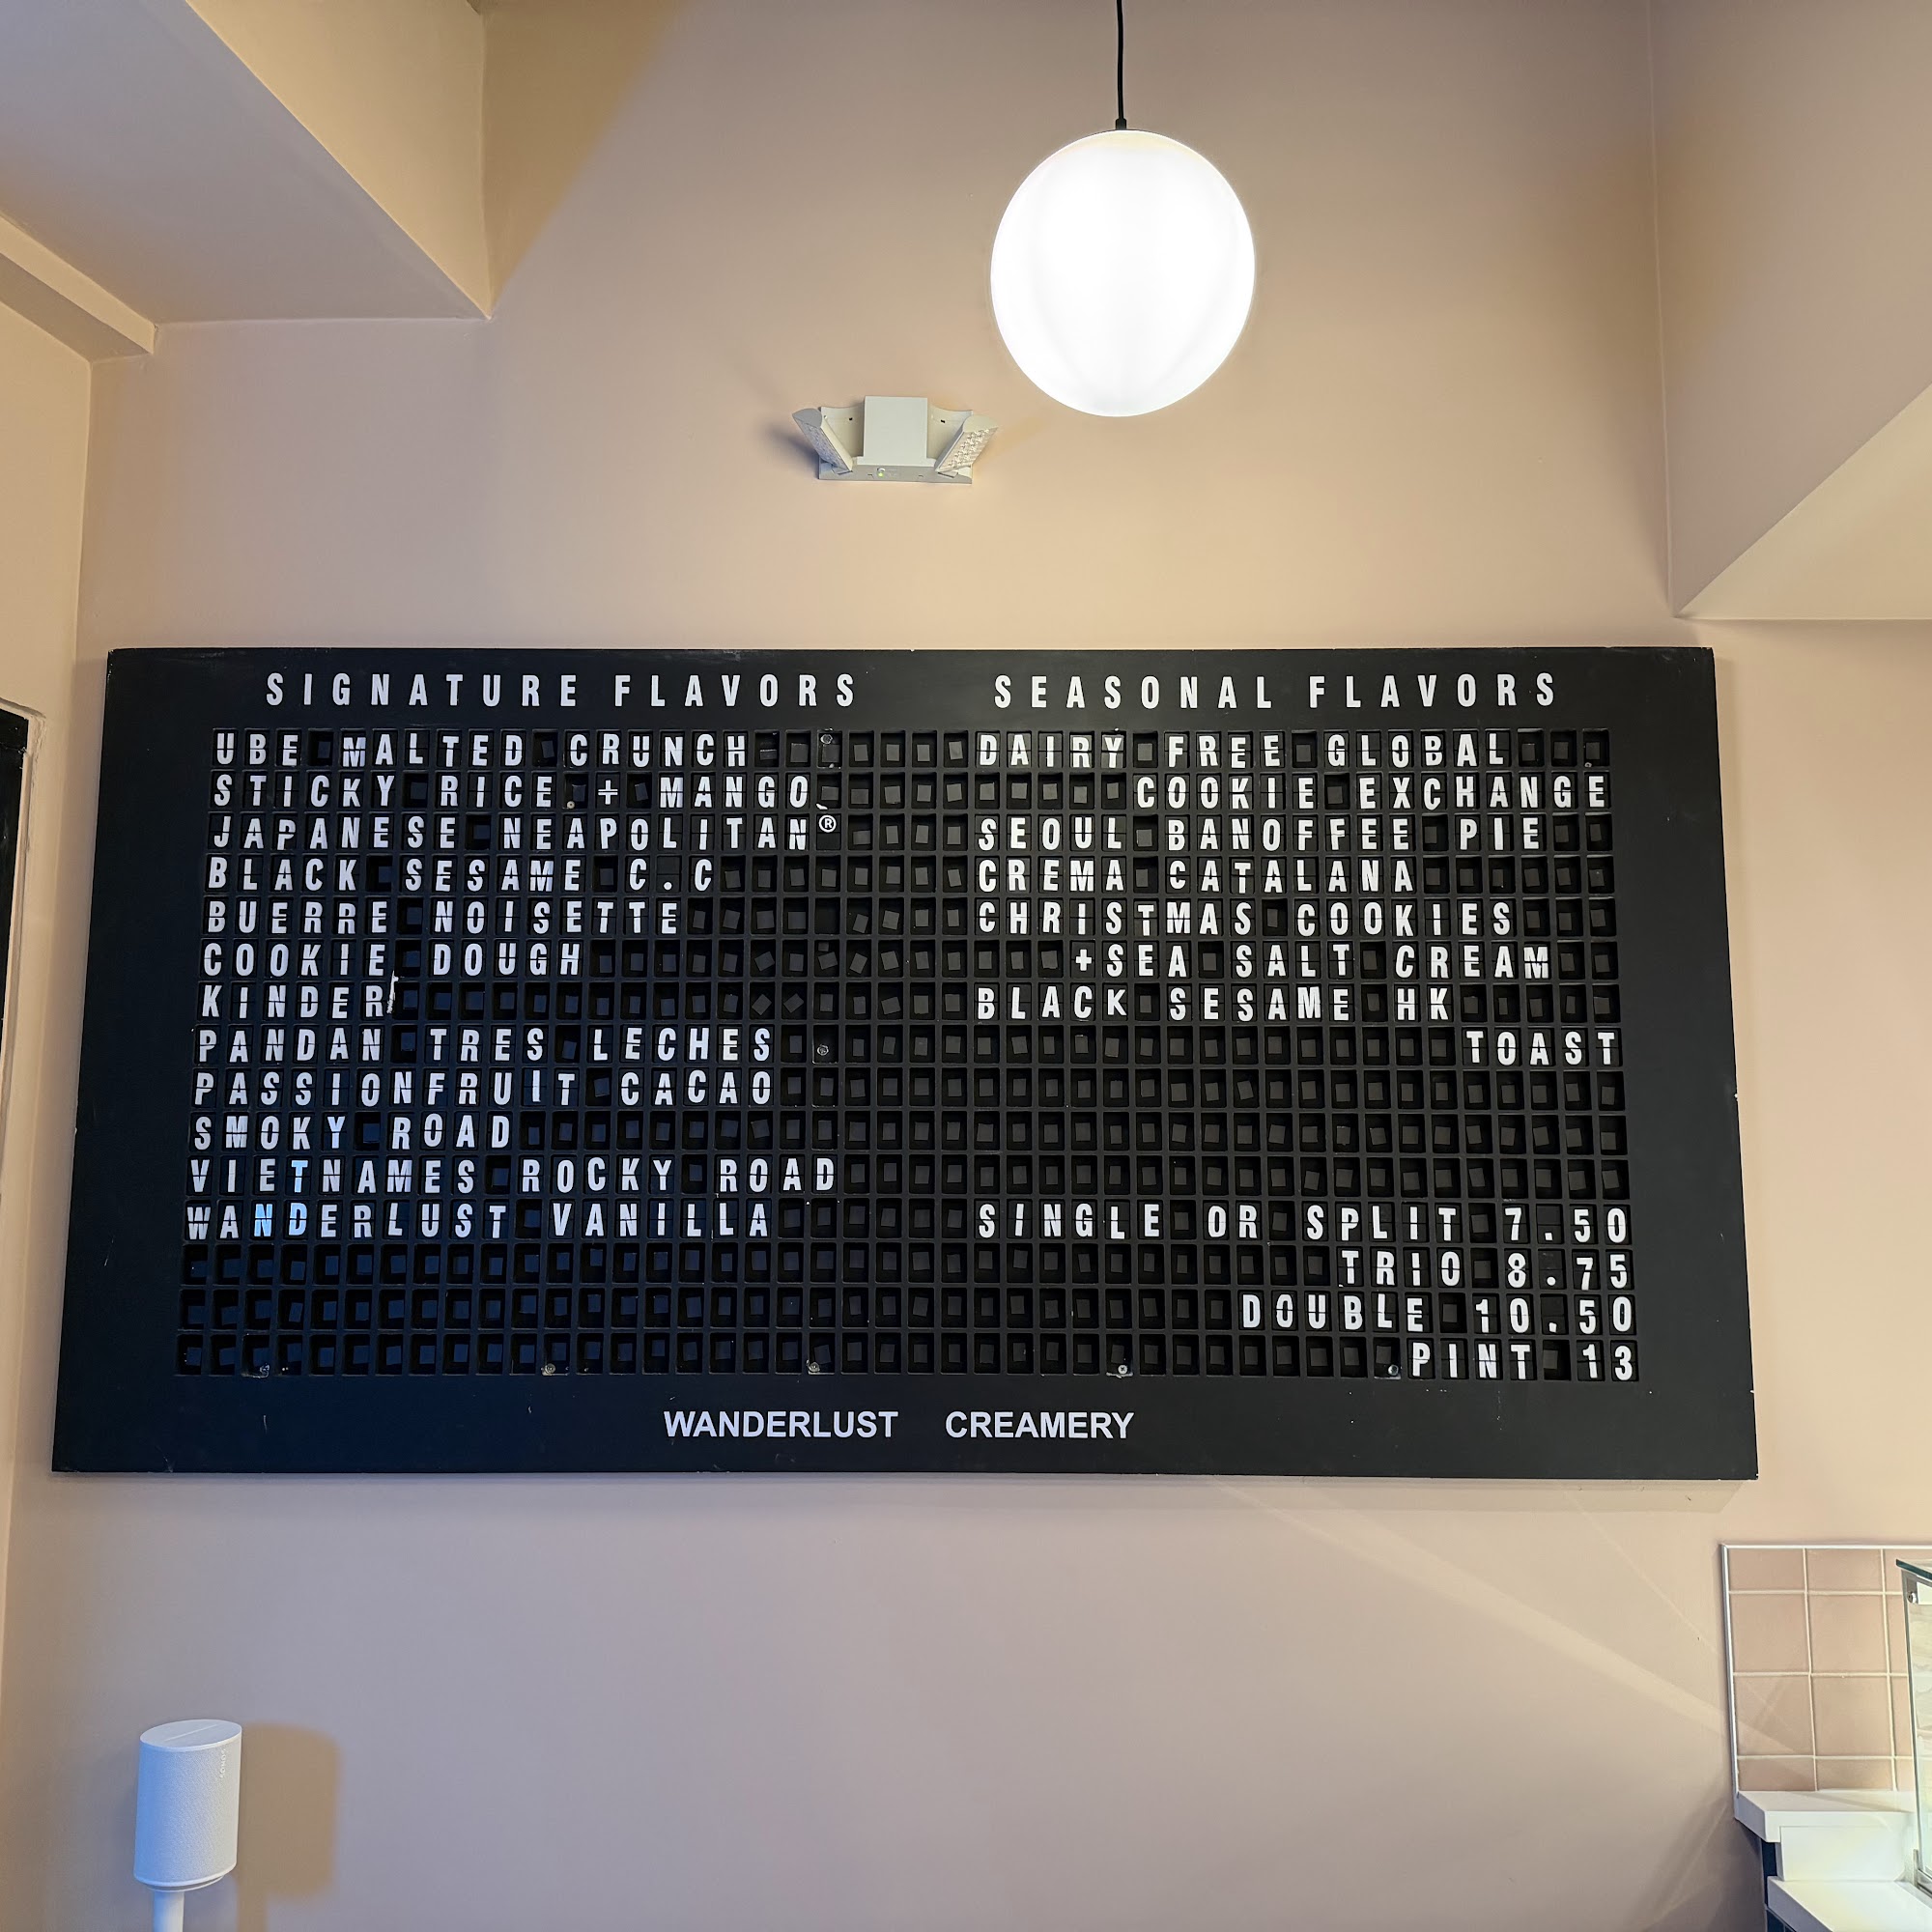 SIGNATURE FLAVORS
UBE MALTED CRUNCH
STICKY RICE + MANGO
JAPANESE NEAPOLITAN®
BLACK SESAME C.C
BUERRE NOISETTE
COOKIE DOUGH
KINDER
PANDAN TRES LECHES
PASSIONFRUIT CACAO
SMOKY ROAD
VIETNAMES ROCKY ROAD
WANDERLUST VANILLA
SEASONAL FLAVORS
DAIRY FREE GLOBAL
COOKIE EXCHANGE
SEOUL BANOFFEE PIE
CREMA CATALANA
CHRISTMAS COOKIES
+SEA SALT CREAM
BLACK SESAME HK
TOAST
SINGLE OR SPLIT 7.50
TRIO 8.75
DOUBLE 10.50
PINT 13
WANDERLUST CREAMERY
SONOS